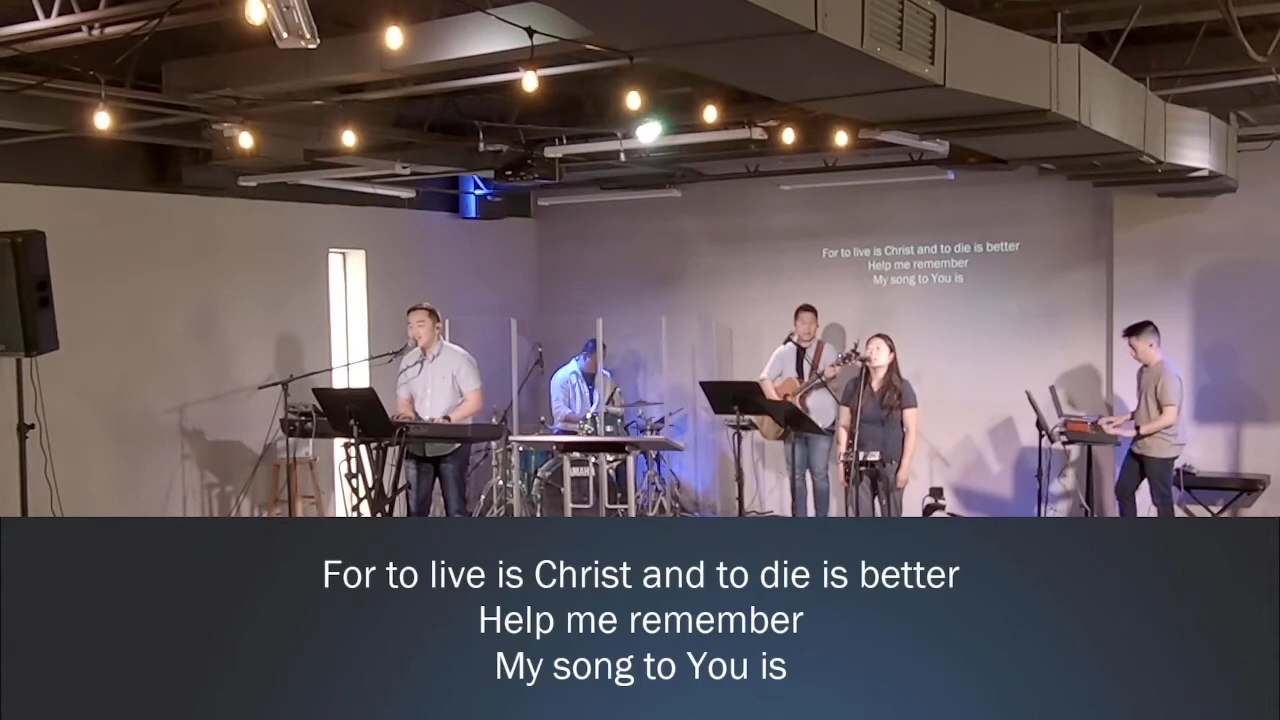 For to live is Christ and to die is better
Help me remember
My song to You is
For to live is Christ and to die is better
Help me remember
My song to You is